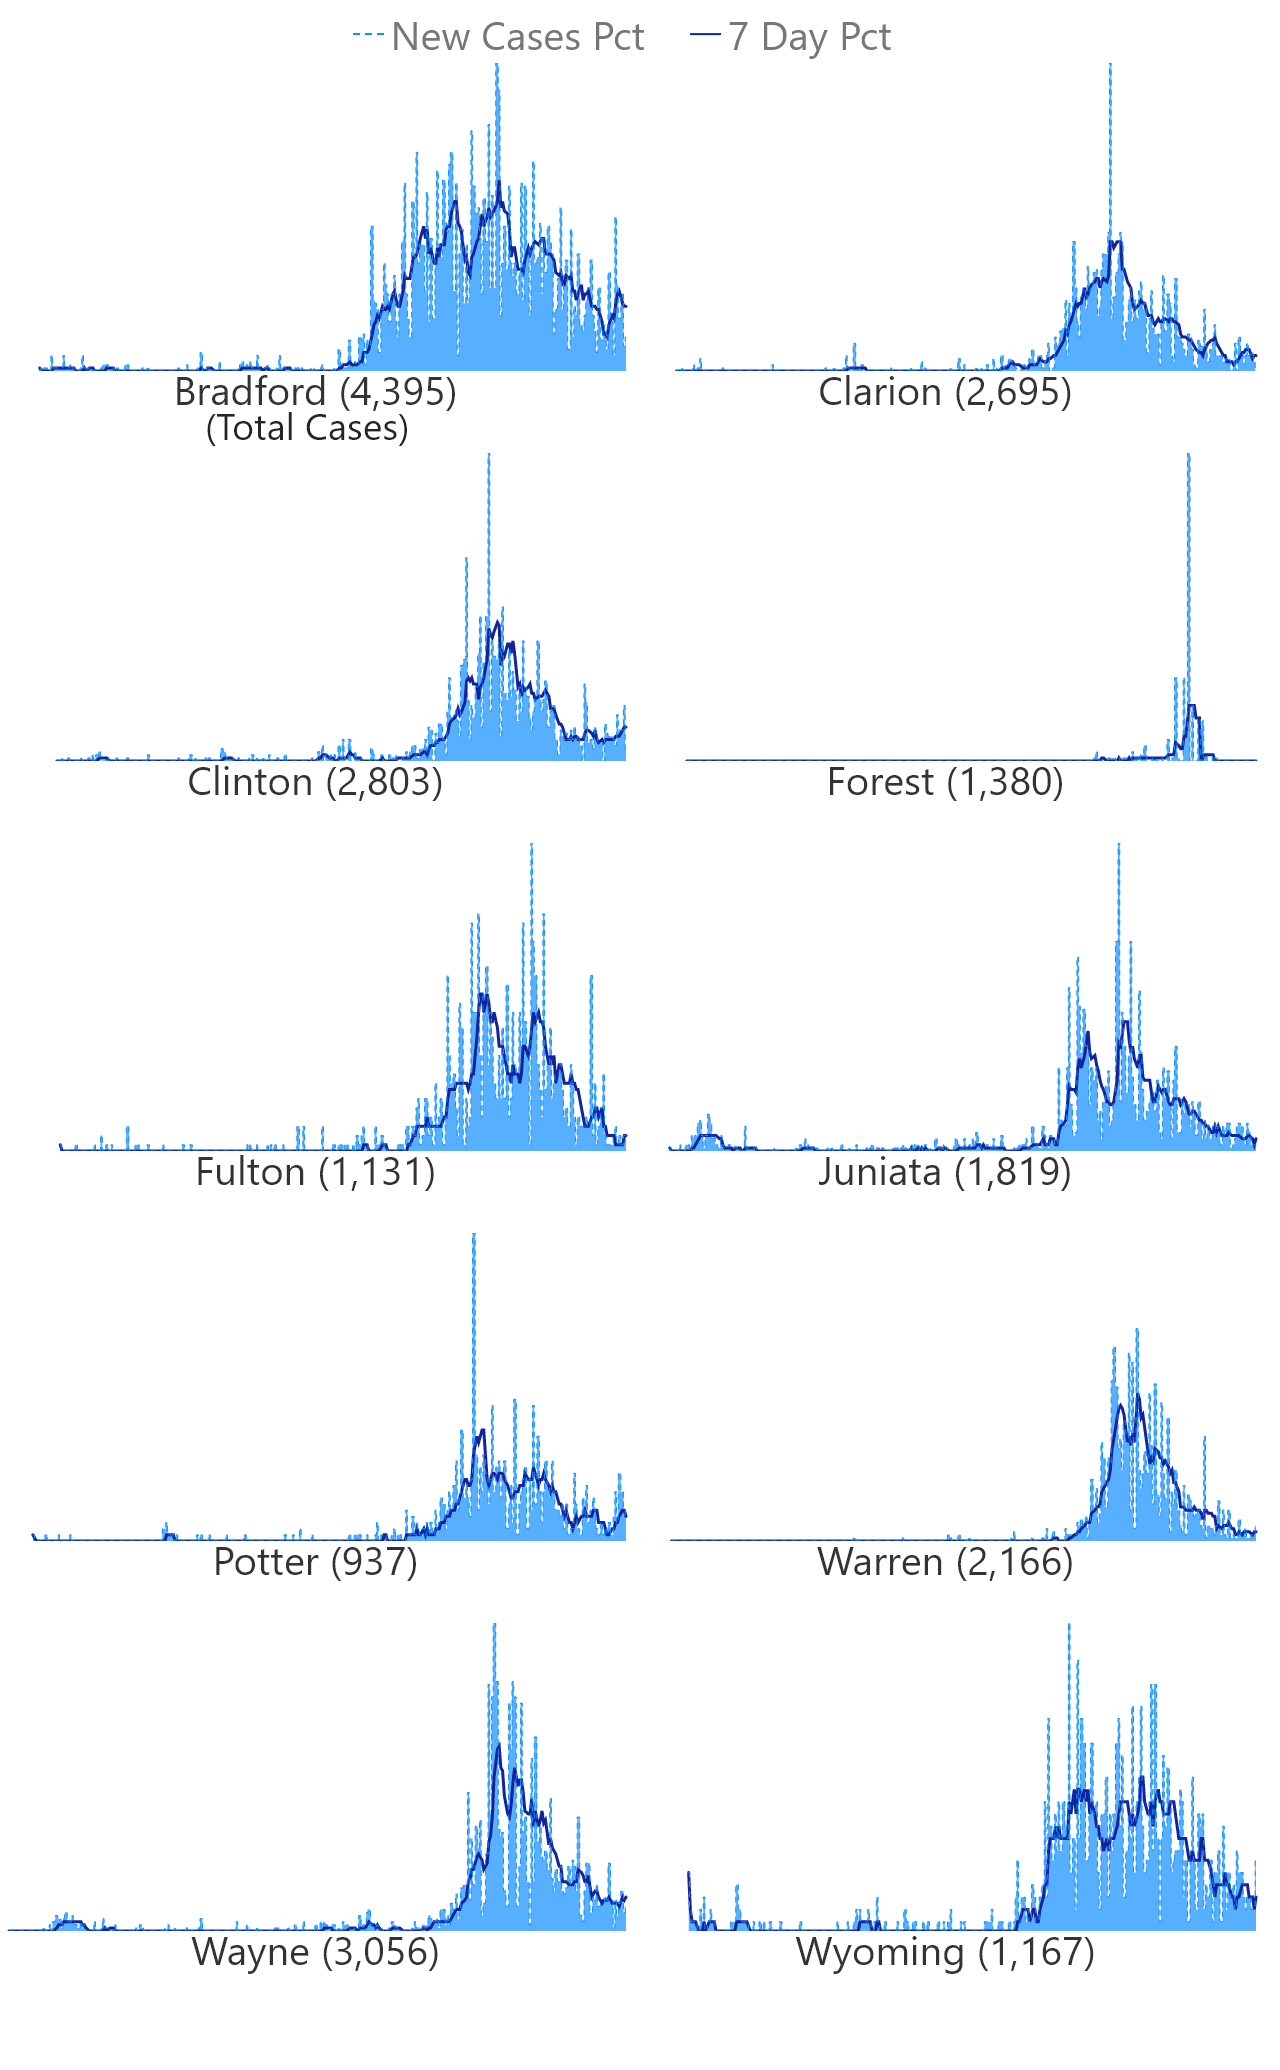 New Cases Pct 7 Day Pct
Bradford (4,395) Clarion (2,695)
(Total Cases)
Clinton (2,803) Forest (1,380)
Fulton (1,131) Juniata (1,819)
Potter (937) Warren (2,166)
Wayne (3,056) Wyoming (1,167)